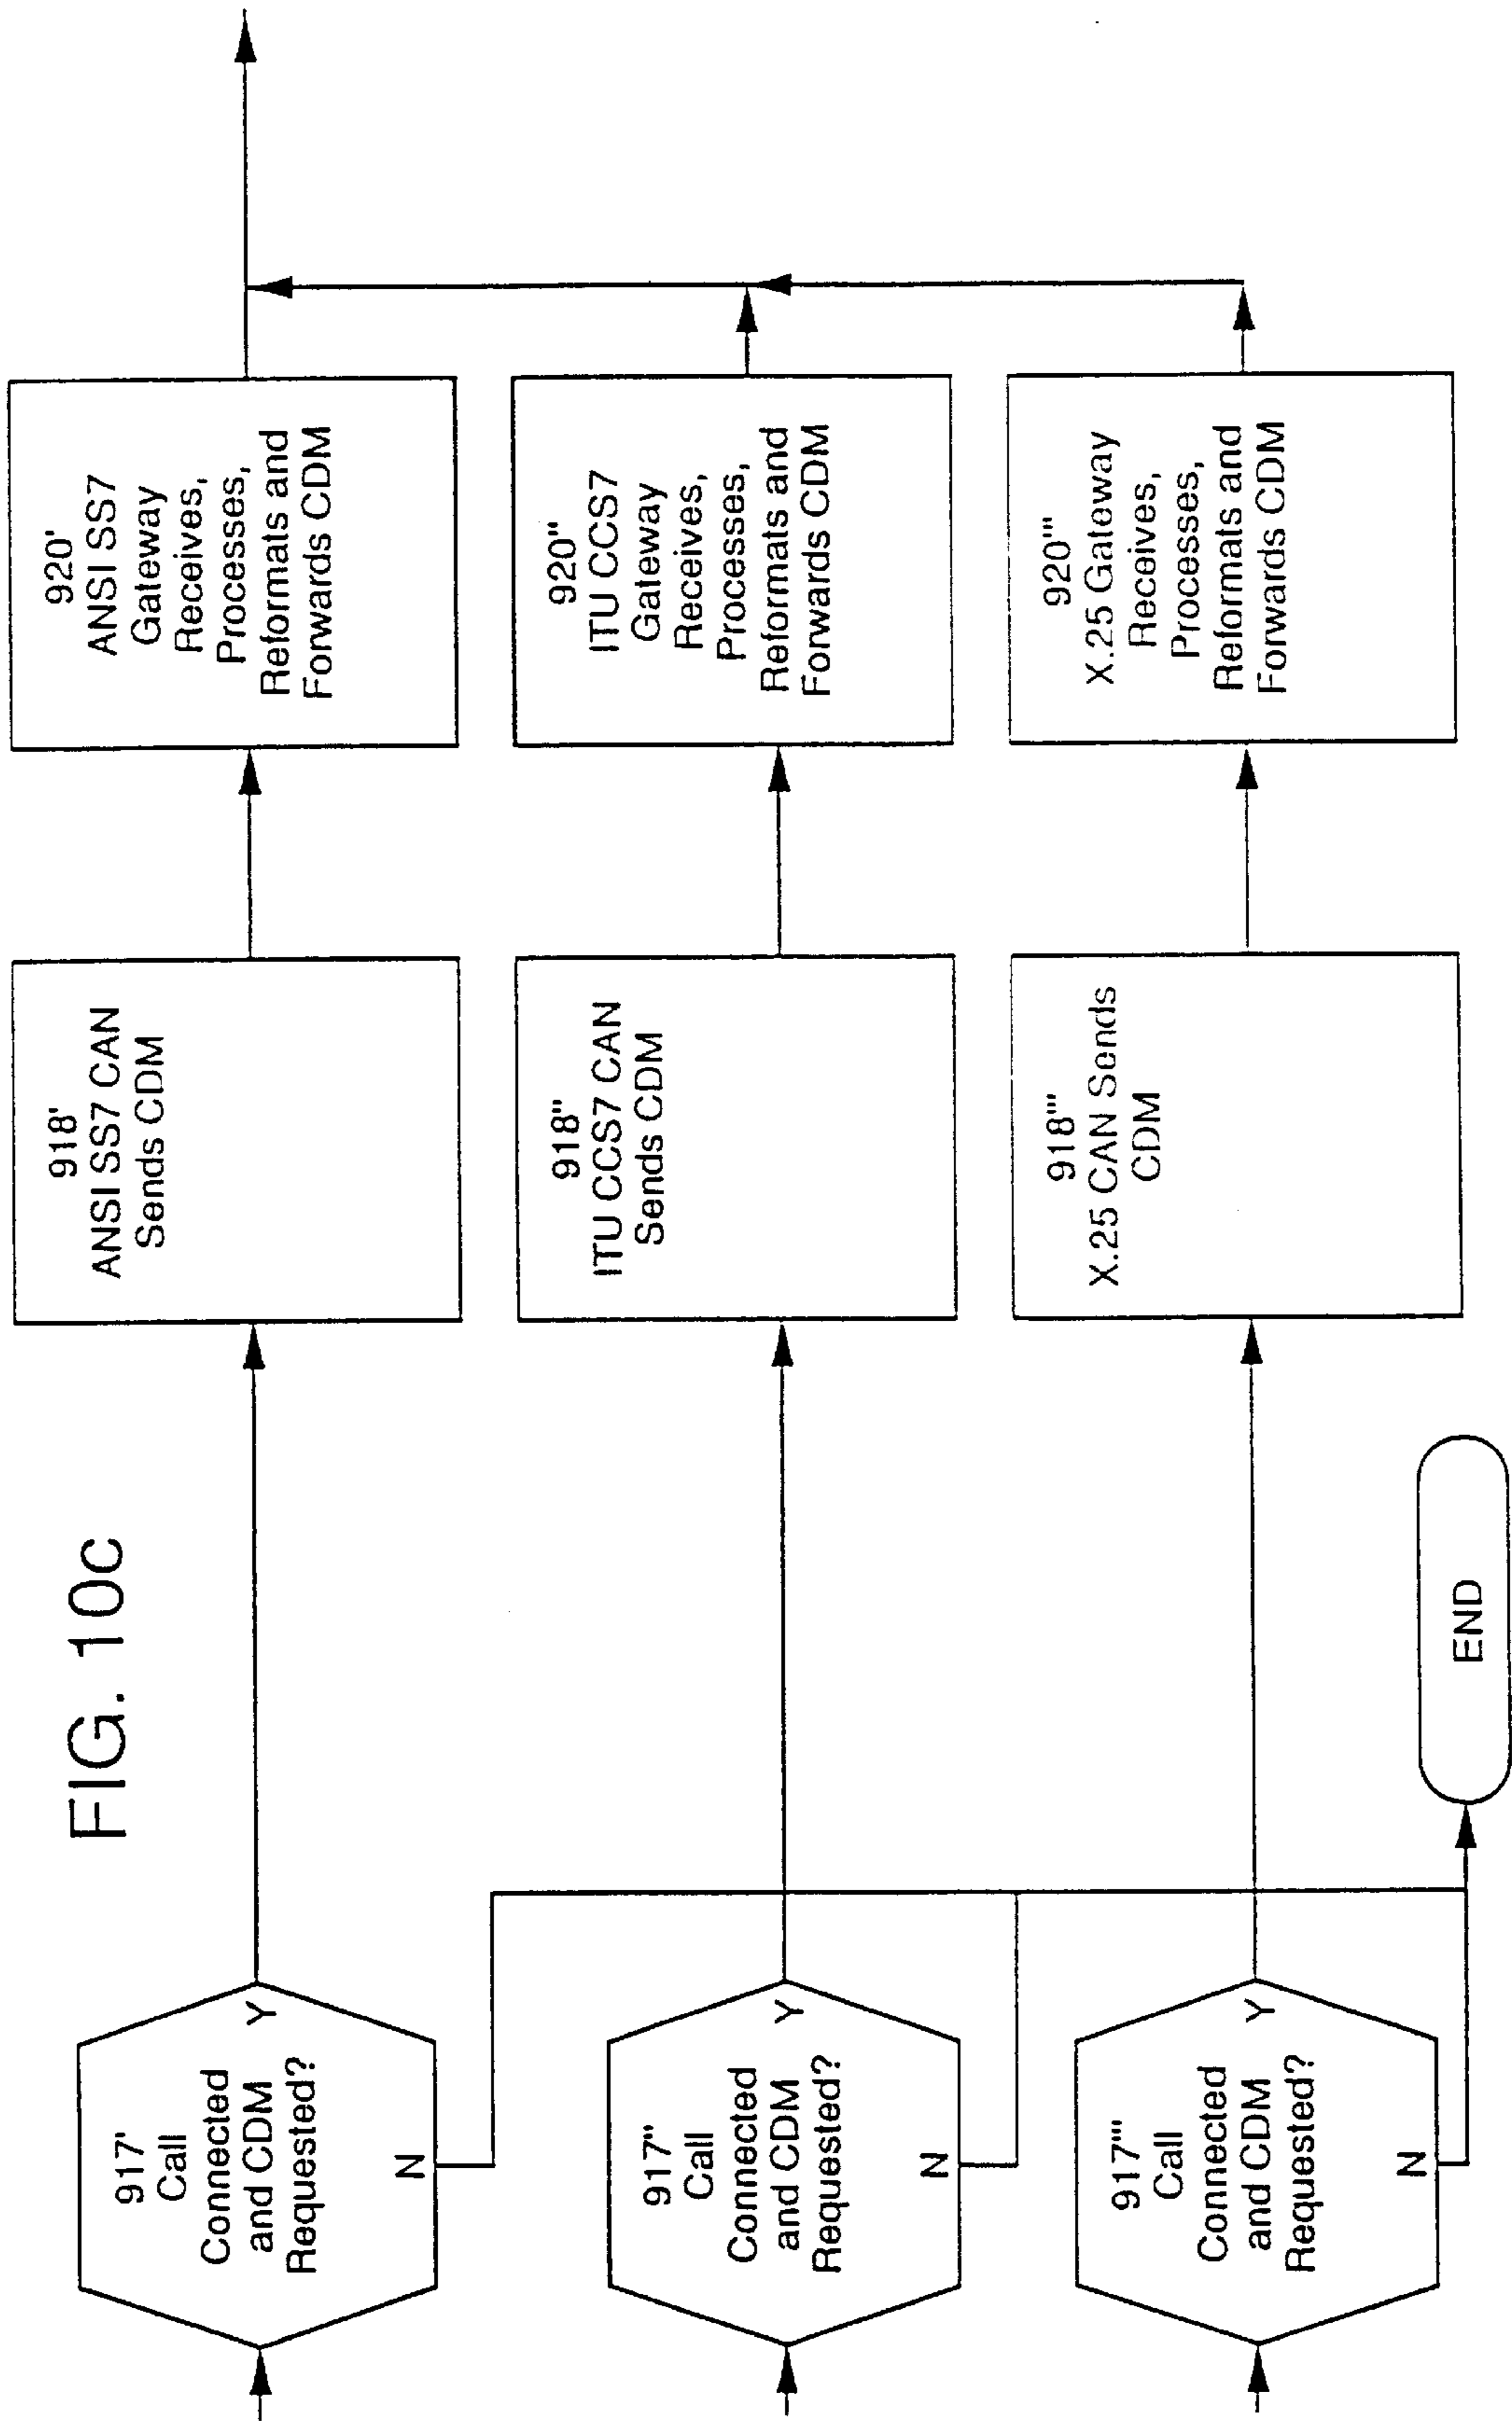 FIG. 10c
917'
Call
Connected
and CDM
Requested?
Y
N
918'
ANSI SS7 CAN
Sends CDM
920'
ANSI SS7
Gateway
Receives,
Processes,
Reformats and
Forwards CDM
917"
Call
Connected
and CDM
Requested?
Y
N
918"
ITU CCS7 CAN
Sends CDM
920"
ITU CCS7
Gateway
Receives,
Processes,
Reformats and
Forwards CDM
917'"
Call
Connected
and CDM
Requested?
Y
N
918'"
X.25 CAN Sends
CDM
920'"
X.25 Gateway
Receives,
Processes,
Reformats and
Forwards CDM
END